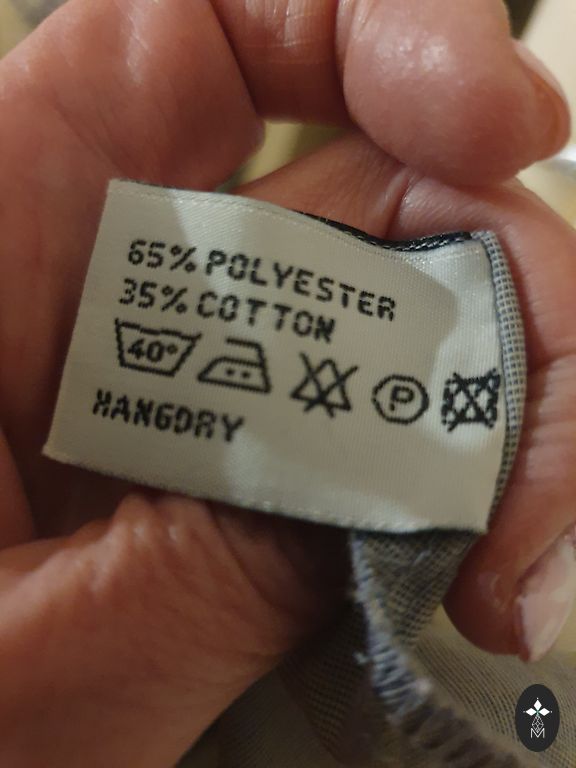 65% POLYESTER
35% COTTON
40° P
HANGDRY
M